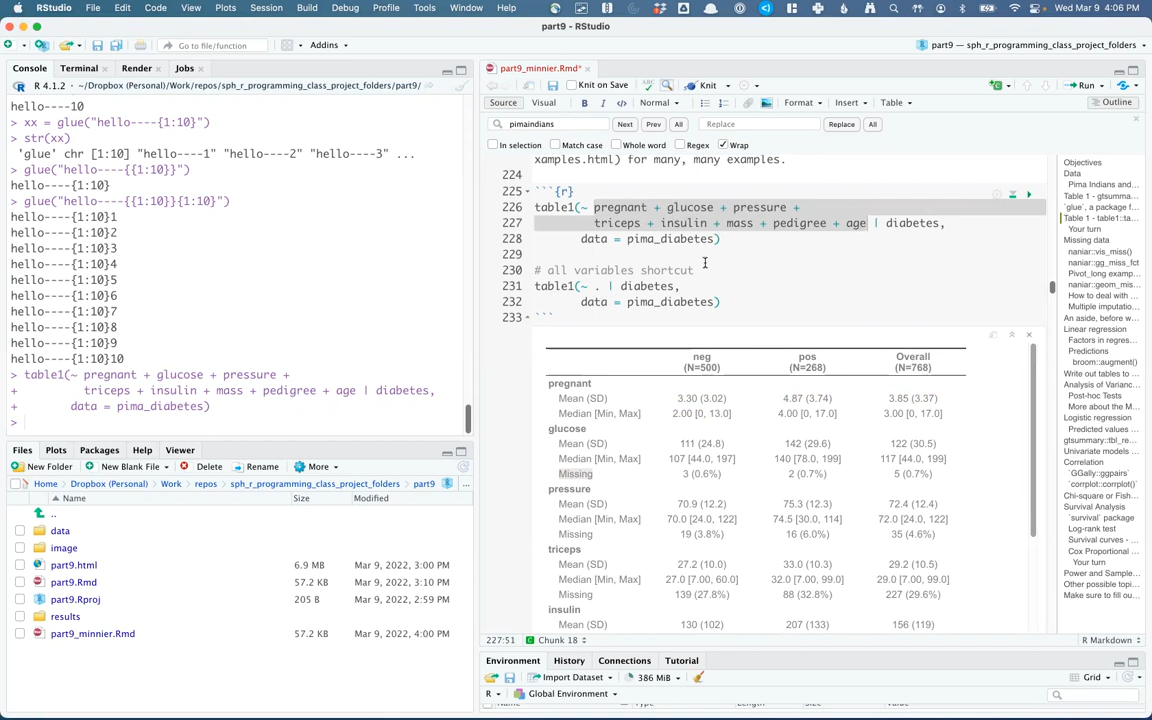 RStudio File Edit Code View Plots Session Build Debug Profile Tools Window Help Wed Mar 9 4:06 PM
part9 - RStudio
Go to file/function Addins part9 — sph_r_programming_class_project_folders
Console Terminal Render Jobs
R 4.1.2 · ~/Dropbox (Personal)/Work/repos/sph_r_programming_class_project_folders/part9/
hello----10
> xx = glue("hello----{1:10}")
> str(xx)
 'glue' chr [1:10] "hello----1" "hello----2" "hello----3" ...
> glue("hello----{{1:10}}")
hello----{1:10}
> glue("hello----{{1:10}}{1:10}")
hello----{1:10}1
hello----{1:10}2
hello----{1:10}3
hello----{1:10}4
hello----{1:10}5
hello----{1:10}6
hello----{1:10}7
hello----{1:10}8
hello----{1:10}9
hello----{1:10}10
> table1(~ pregnant + glucose + pressure +
+ triceps + insulin + mass + pedigree + age | diabetes,
+ data = pima_diabetes)
>
Files Plots Packages Help Viewer
New Folder New Blank File Delete Rename More
Home Dropbox (Personal) Work repos sph_r_programming_class_project_folders part9 ...
Name Size Modified
..
data
image
part9.html 6.9 MB Mar 9, 2022, 3:00 PM
part9.Rmd 57.2 KB Mar 9, 2022, 3:10 PM
part9.Rproj 205 B Mar 9, 2022, 2:59 PM
results
part9_minnier.Rmd 57.2 KB Mar 9, 2022, 4:00 PM
part9_minnier.Rmd*
Knit on Save Knit Run
Source Visual B I </> Normal Format Insert Table Outline
pimaindians Next Prev All Replace Replace All
In selection Match case Whole word Regex Wrap
xamples.html) for many, many examples.
224
225 ```{r}
226 table1(~ pregnant + glucose + pressure +
227 triceps + insulin + mass + pedigree + age | diabetes,
228 data = pima_diabetes)
229
230 # all variables shortcut
231 table1(~ . | diabetes,
232 data = pima_diabetes)
233 ```
neg pos Overall
(N=500) (N=268) (N=768)
pregnant
Mean (SD) 3.30 (3.02) 4.87 (3.74) 3.85 (3.37)
Median [Min, Max] 2.00 [0, 13.0] 4.00 [0, 17.0] 3.00 [0, 17.0]
glucose
Mean (SD) 111 (24.8) 142 (29.6) 122 (30.5)
Median [Min, Max] 107 [44.0, 197] 140 [78.0, 199] 117 [44.0, 199]
Missing 3 (0.6%) 2 (0.7%) 5 (0.7%)
pressure
Mean (SD) 70.9 (12.2) 75.3 (12.3) 72.4 (12.4)
Median [Min, Max] 70.0 [24.0, 122] 74.5 [30.0, 114] 72.0 [24.0, 122]
Missing 19 (3.8%) 16 (6.0%) 35 (4.6%)
triceps
Mean (SD) 27.2 (10.0) 33.0 (10.3) 29.2 (10.5)
Median [Min, Max] 27.0 [7.00, 60.0] 32.0 [7.00, 99.0] 29.0 [7.00, 99.0]
Missing 139 (27.8%) 88 (32.8%) 227 (29.6%)
insulin
Mean (SD) 130 (102) 207 (133) 156 (119)
Objectives
Data
Pima Indians and...
Table 1 - gtsumma...
`glue`, a package f...
Table 1 - table1::ta...
Your turn
Missing data
naniar::vis_miss()
naniar::gg_miss_fct
Pivot_long examp...
naniar::geom_mis...
How to deal with ...
Multiple imputatio...
An aside, before w...
Linear regression
Factors in regres...
Predictions
broom::augment()
Write out tables to ...
Analysis of Varianc...
Post-hoc Tests
More about the M...
Logistic regression
Predicted values ...
gtsummary::tbl_re...
Univariate models ...
Correlation
`GGally::ggpairs`
`corrplot::corrplot()
Chi-square or Fish...
Survival Analysis
`survival` package
Log-rank test
Survival curves - ...
Cox Proportional ...
Your turn
Power and Sample...
Other possible topi...
Make sure to fill ou...
227:51 Chunk 18 R Markdown
Environment History Connections Tutorial
Import Dataset 386 MiB Grid
R Global Environment